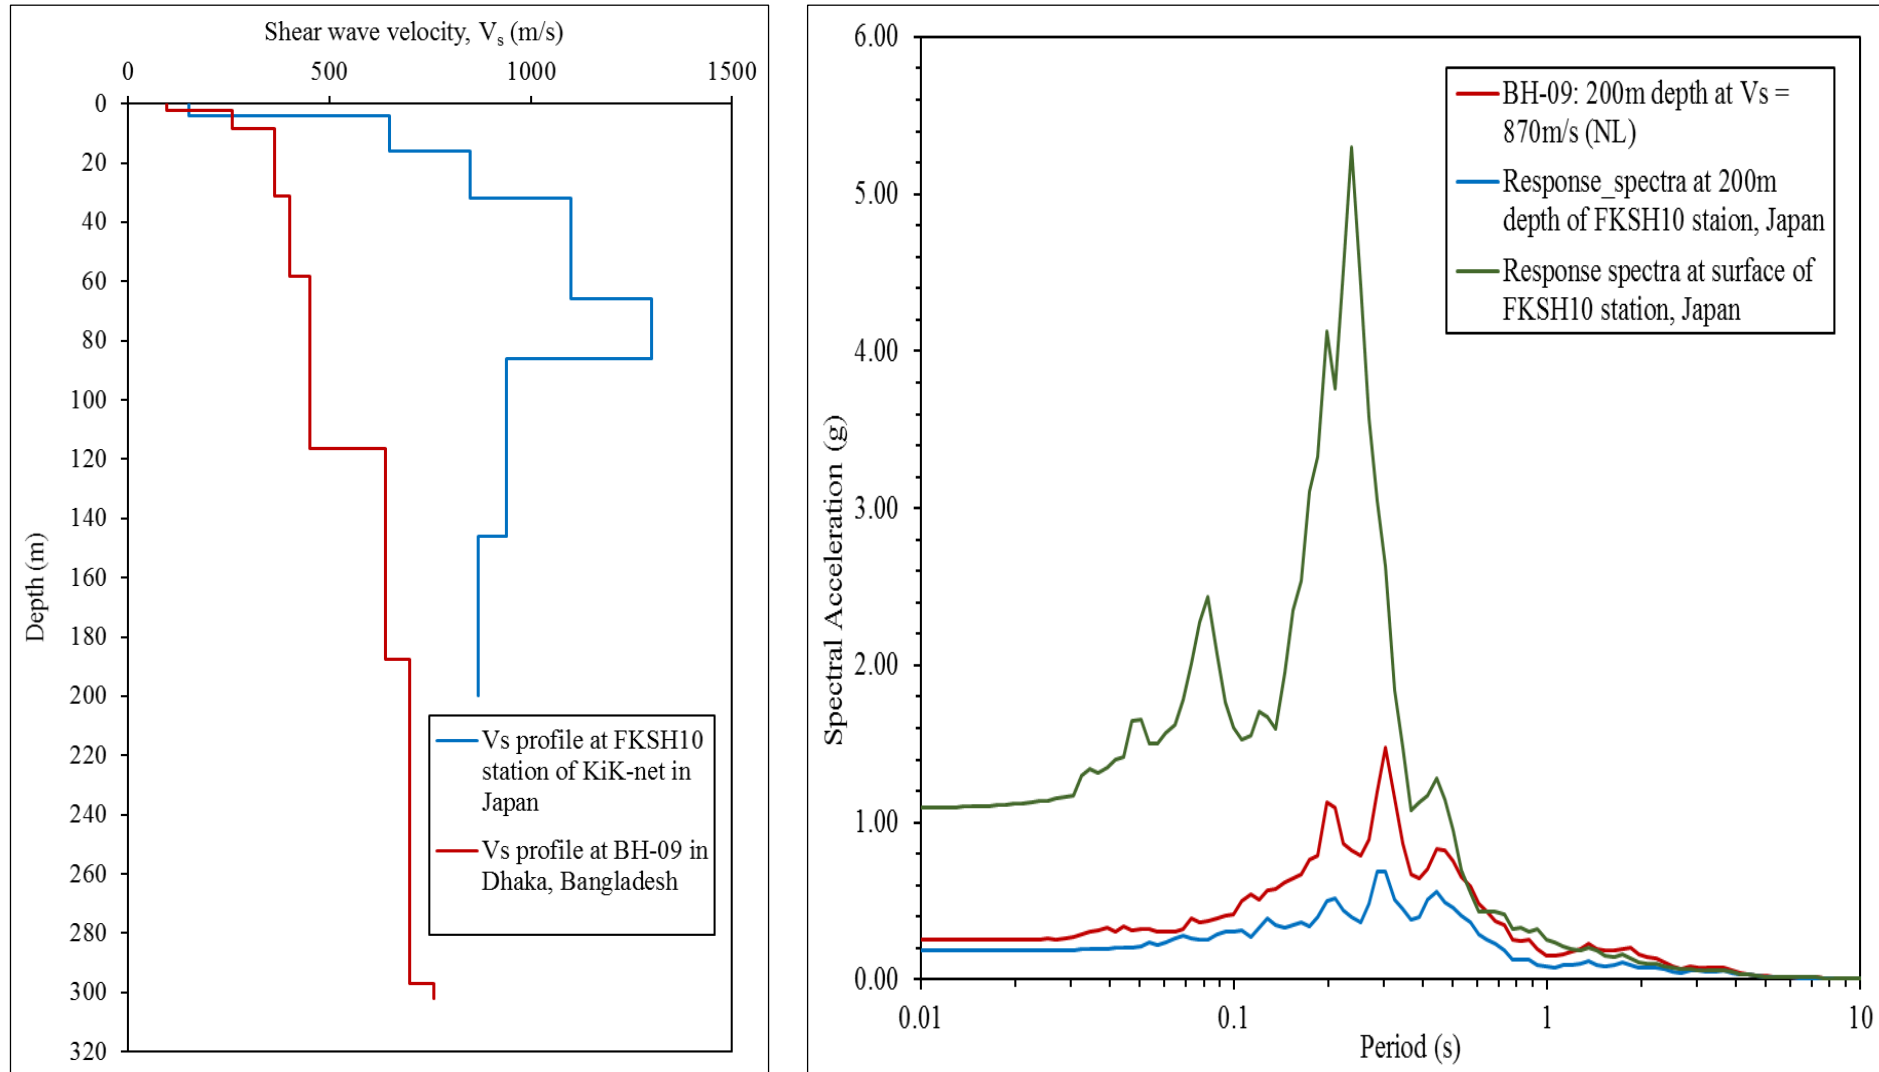 Shear wave velocity, Vs (m/s)
0 500 1000 1500
0
20
40
60
80
100
120
140
160
180
200
220
240
260
280
300
320
Depth (m)
Vs profile at FKSH10
station of KiK-net in
Japan
Vs profile at BH-09 in
Dhaka, Bangladesh
6.00
5.00
4.00
3.00
2.00
1.00
0.00
Spectral Acceleration (g)
0.01 0.1 1 10
Period (s)
BH-09: 200m depth at Vs =
870m/s (NL)
Response_spectra at 200m
depth of FKSH10 staion, Japan
Response spectra at surface of
FKSH10 station, Japan